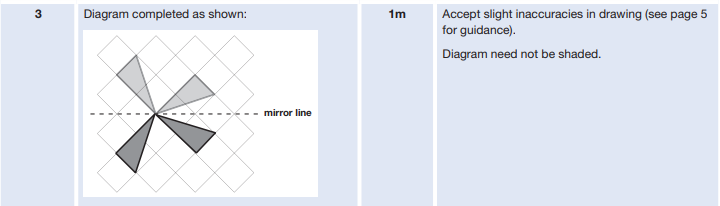 3
Diagram completed as shown:
mirror line
1m
Accept slight inaccuracies in drawing (see page 5
for guidance).
Diagram need not be shaded.